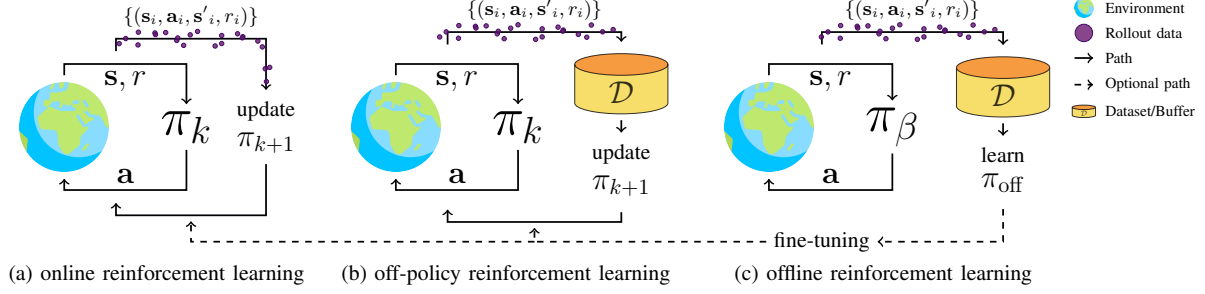 {(s_i, a_i, s'_i, r_i)}
s, r
π_k
a
update
π_{k+1}
(a) online reinforcement learning
{(s_i, a_i, s'_i, r_i)}
s, r
π_k
a
D
update
π_{k+1}
(b) off-policy reinforcement learning
{(s_i, a_i, s'_i, r_i)}
s, r
π_β
a
D
learn
π_off
fine-tuning
(c) offline reinforcement learning
Environment
Rollout data
Path
Optional path
D Dataset/Buffer